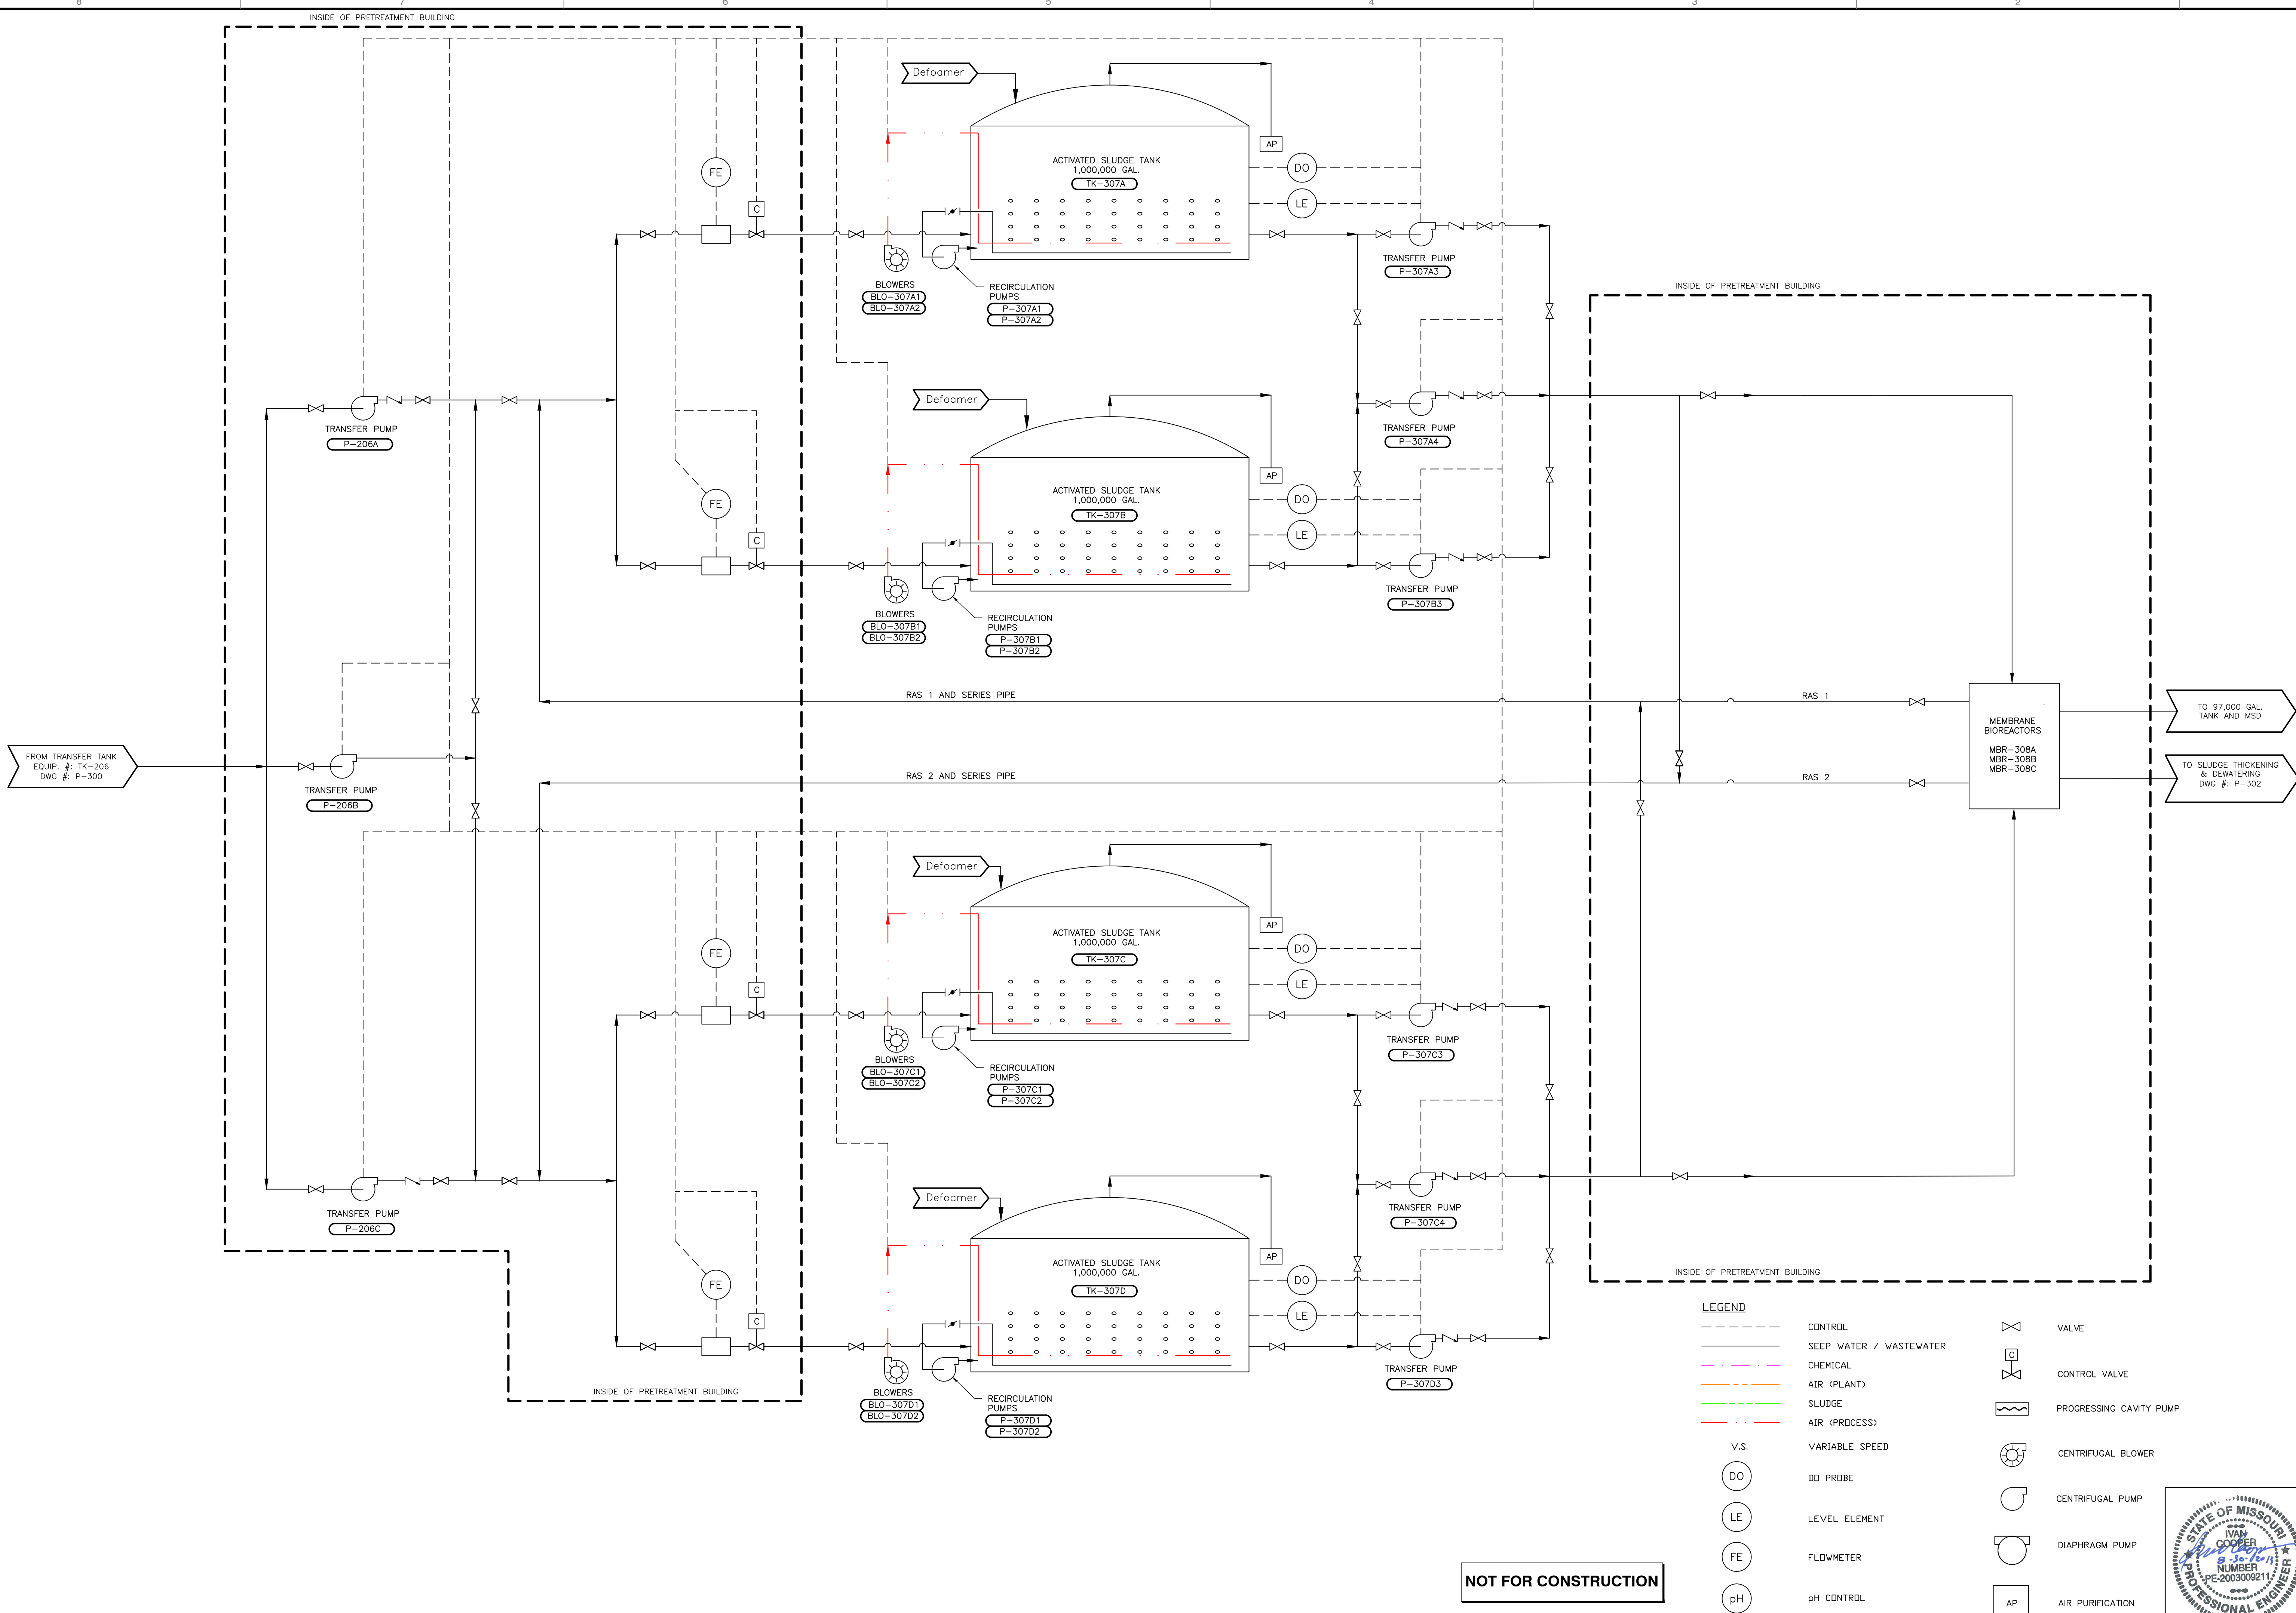 8
7
6
5
4
3
2
INSIDE OF PRETREATMENT BUILDING
Defoamer
AP
FE
C
ACTIVATED SLUDGE TANK
1,000,000 GAL.
TK-307A
DO
LE
BLOWERS
BLO-307A1
BLO-307A2
RECIRCULATION
PUMPS
P-307A1
P-307A2
TRANSFER PUMP
P-307A3
INSIDE OF PRETREATMENT BUILDING
TRANSFER PUMP
P-206A
Defoamer
TRANSFER PUMP
P-307A4
AP
FE
C
ACTIVATED SLUDGE TANK
1,000,000 GAL.
TK-307B
DO
LE
BLOWERS
BLO-307B1
BLO-307B2
RECIRCULATION
PUMPS
P-307B1
P-307B2
TRANSFER PUMP
P-307B3
RAS 1 AND SERIES PIPE
RAS 1
FROM TRANSFER TANK
EQUIP. #: TK-206
DWG #: P-300
TRANSFER PUMP
P-206B
RAS 2 AND SERIES PIPE
RAS 2
MEMBRANE
BIOREACTORS
MBR-308A
MBR-308B
MBR-308C
TO 97,000 GAL.
TANK AND MSD
TO SLUDGE THICKENING
& DEWATERING
DWG #: P-302
Defoamer
AP
FE
C
ACTIVATED SLUDGE TANK
1,000,000 GAL.
TK-307C
DO
LE
BLOWERS
BLO-307C1
BLO-307C2
RECIRCULATION
PUMPS
P-307C1
P-307C2
TRANSFER PUMP
P-307C3
TRANSFER PUMP
P-206C
Defoamer
TRANSFER PUMP
P-307C4
AP
FE
C
ACTIVATED SLUDGE TANK
1,000,000 GAL.
TK-307D
DO
LE
BLOWERS
BLO-307D1
BLO-307D2
RECIRCULATION
PUMPS
P-307D1
P-307D2
TRANSFER PUMP
P-307D3
INSIDE OF PRETREATMENT BUILDING
INSIDE OF PRETREATMENT BUILDING
LEGEND
CONTROL
SEEP WATER / WASTEWATER
CHEMICAL
AIR (PLANT)
SLUDGE
AIR (PROCESS)
V.S. VARIABLE SPEED
DO DO PROBE
LE LEVEL ELEMENT
FE FLOWMETER
pH pH CONTROL
VALVE
C CONTROL VALVE
PROGRESSING CAVITY PUMP
CENTRIFUGAL BLOWER
CENTRIFUGAL PUMP
DIAPHRAGM PUMP
AP AIR PURIFICATION
NOT FOR CONSTRUCTION
STATE OF MISSOURI
IVAN
COOPER
8-30-2013
NUMBER
PE-2003009211
PROFESSIONAL ENGINEER